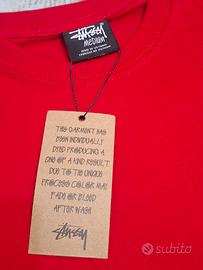 Stüssy
MEDIUM
THIS GARMENT HAS
BEEN INDIVIDUALLY
DYED PRODUCING A
ONE OF A KIND RESULT
DUE TO THE UNIQUE
PROCESS COLOR MAY
FADE OR BLEED
AFTER WASH
Stüssy
subito